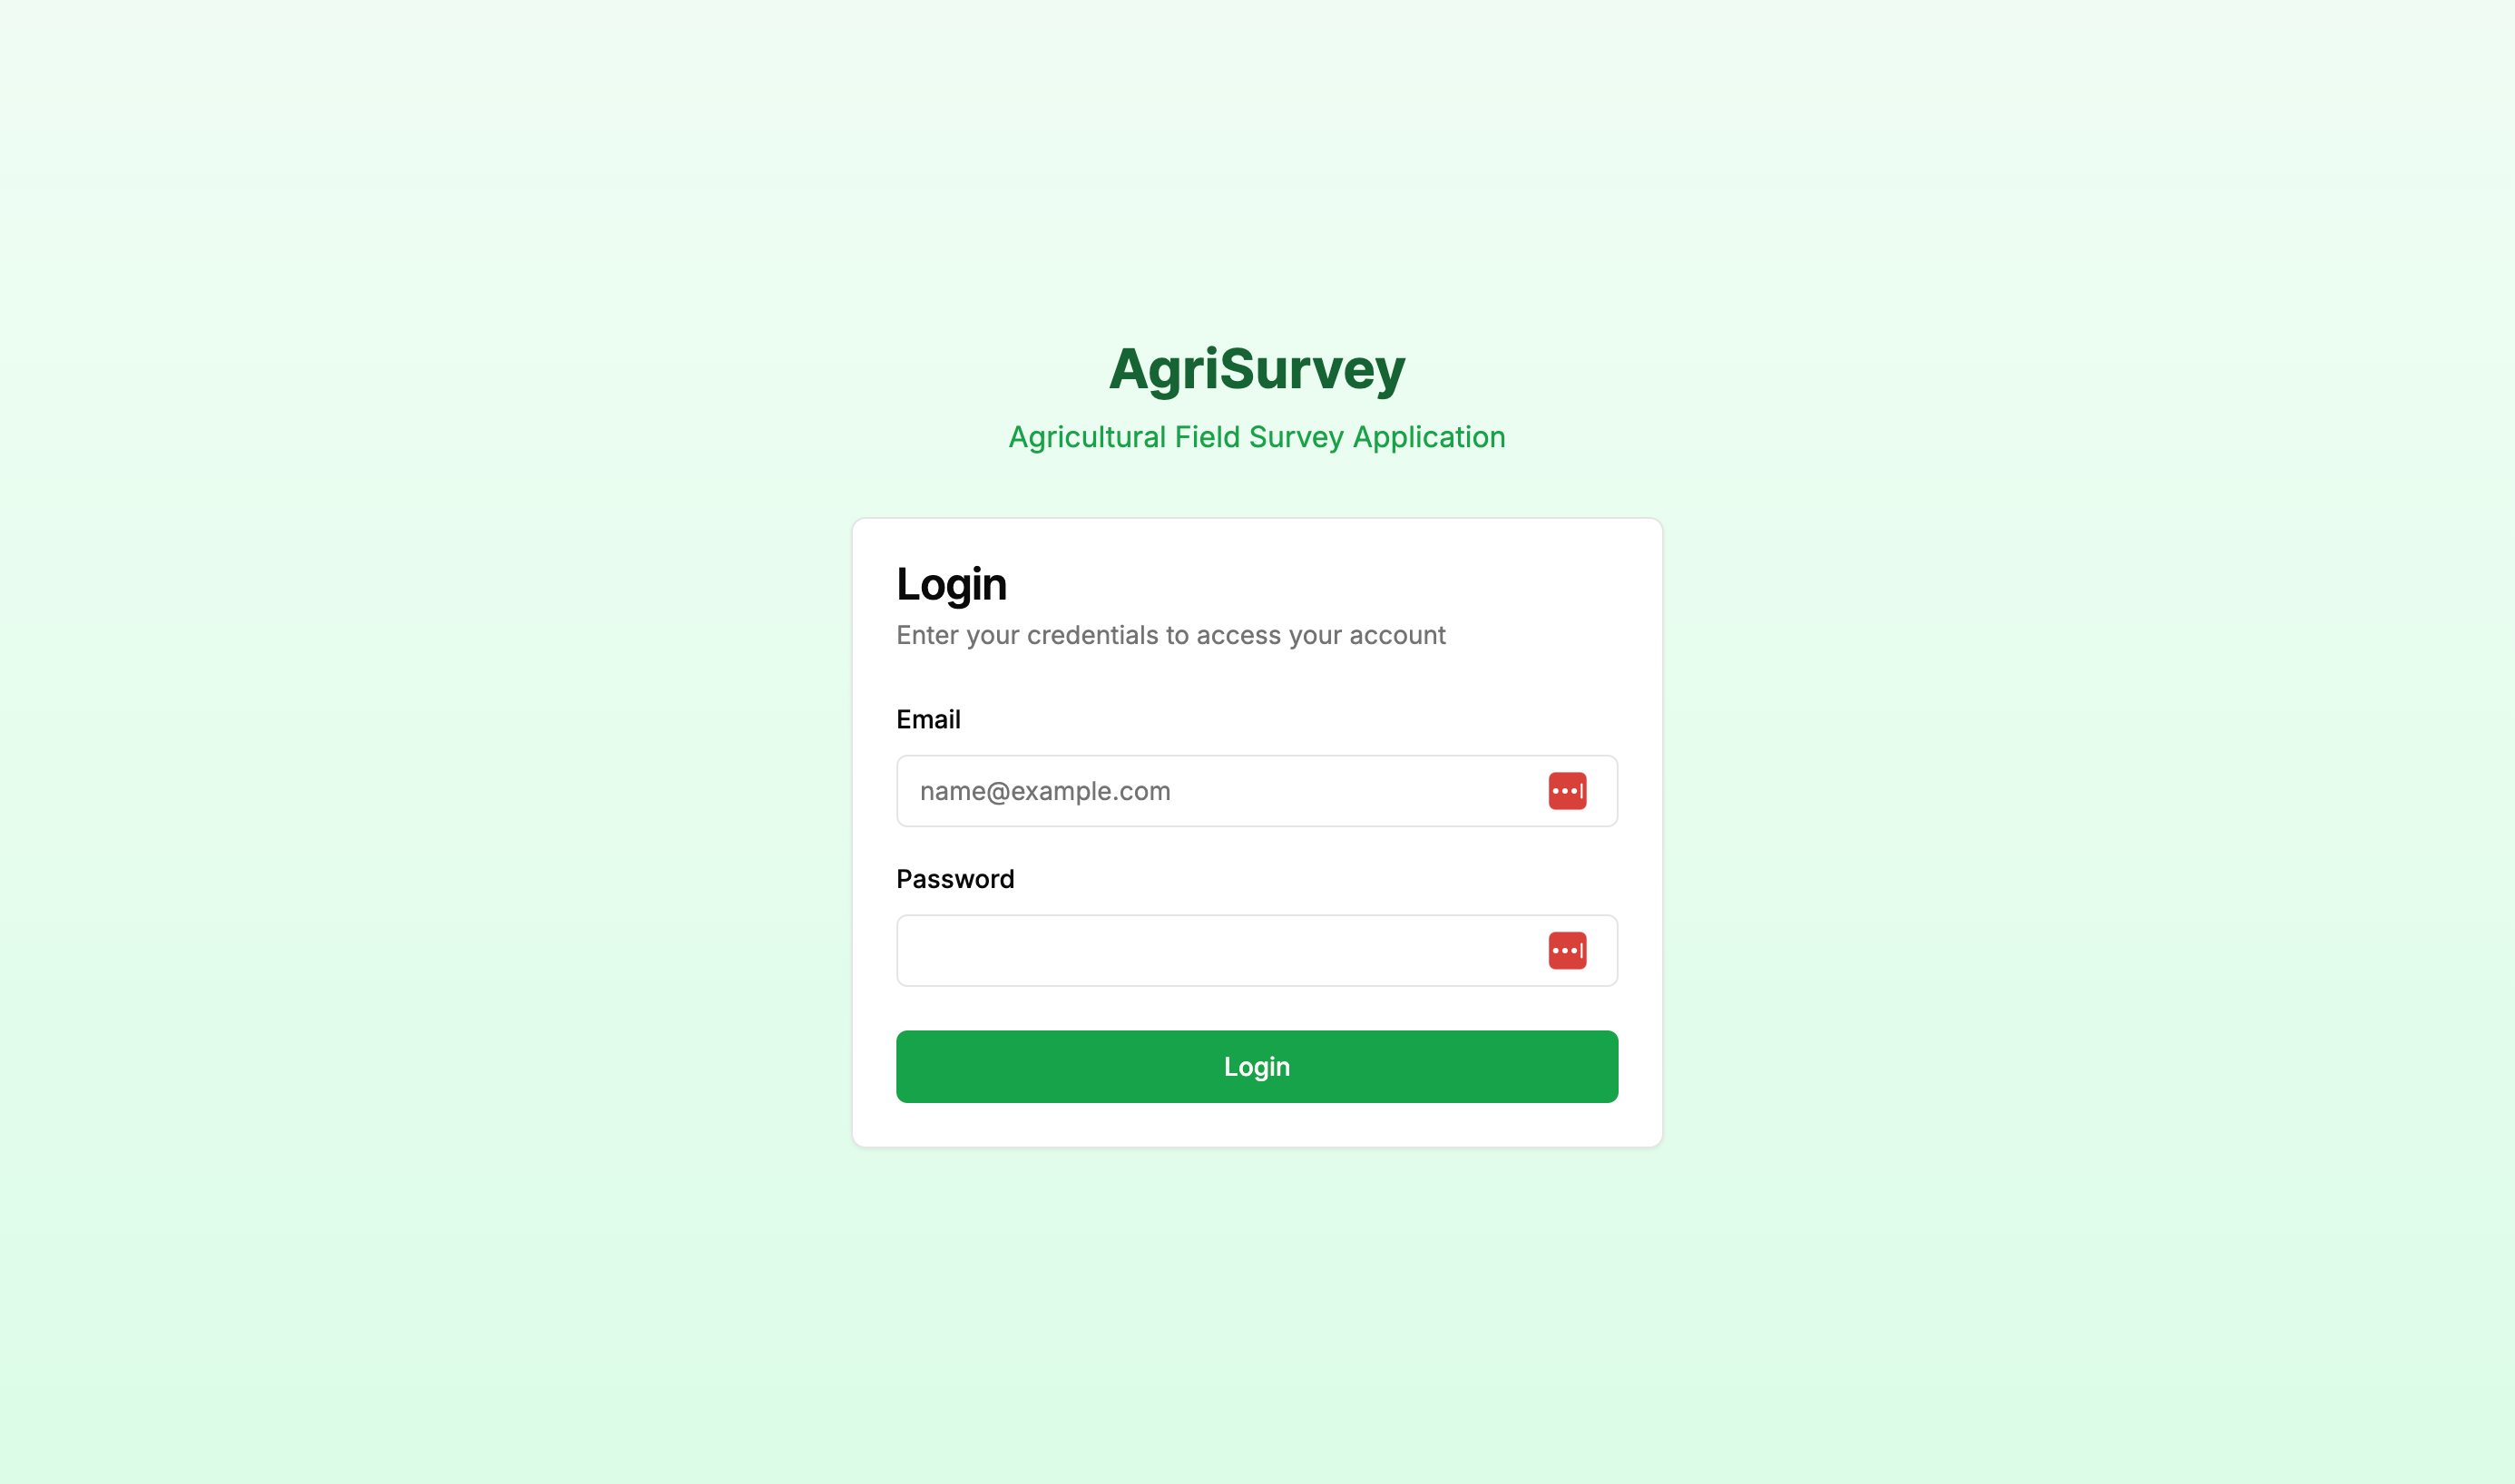 AgriSurvey
Agricultural Field Survey Application
Login
Enter your credentials to access your account
Email
name@example.com
Password
Login